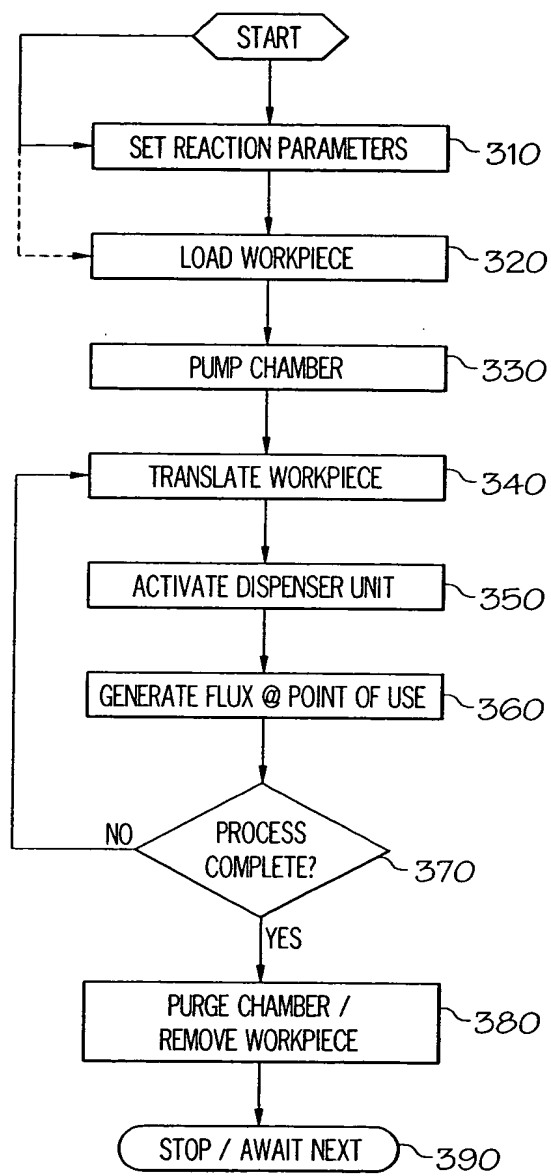 START
SET REACTION PARAMETERS
310
LOAD WORKPIECE
320
PUMP CHAMBER
330
TRANSLATE WORKPIECE
340
ACTIVATE DISPENSER UNIT
350
GENERATE FLUX @ POINT OF USE
360
NO
PROCESS
COMPLETE?
370
YES
PURGE CHAMBER /
REMOVE WORKPIECE
380
STOP / AWAIT NEXT
390